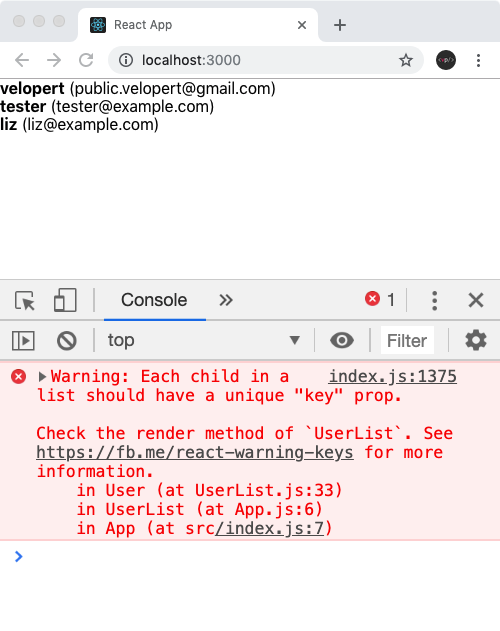 React App
localhost:3000
velopert (public.velopert@gmail.com)
tester (tester@example.com)
liz (liz@example.com)
Console » 1
top Filter
Warning: Each child in a index.js:1375
list should have a unique "key" prop.
Check the render method of `UserList`. See
https://fb.me/react-warning-keys for more
information.
in User (at UserList.js:33)
in UserList (at App.js:6)
in App (at src/index.js:7)